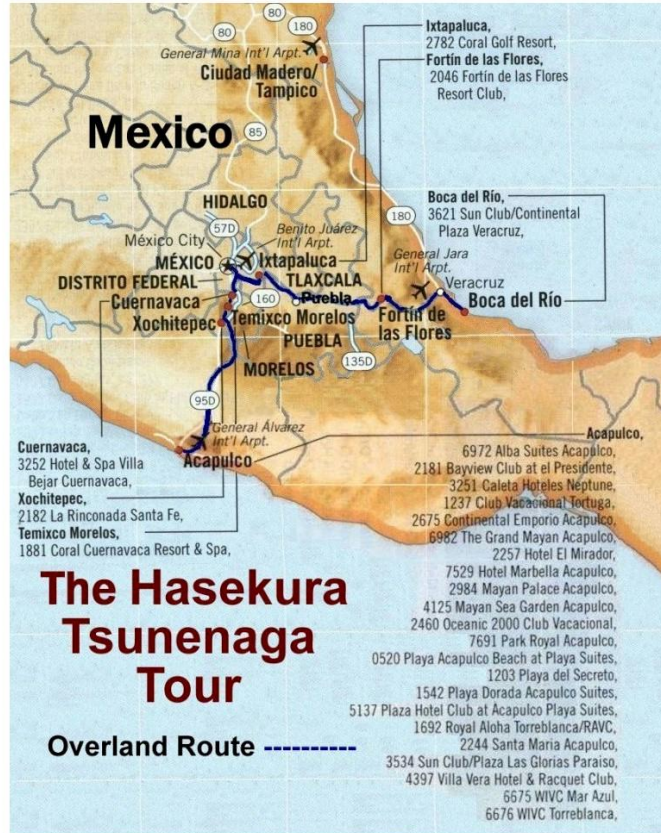 180
80
80
General Mina Int'l Arpt.
Ciudad Madero/
Tampico
Ixtapaluca,
2782 Coral Golf Resort,
Fortín de las Flores,
2046 Fortín de las Flores
Resort Club,
Mexico
85
HIDALGO
57D
Benito Juárez
Int'l Arpt.
México City
MÉXICO
Ixtapaluca
DISTRITO FEDERAL
TLAXCALA
Cuernavaca
160
Puebla
Xochitepec
Temixco Morelos
PUEBLA
MORELOS
180
Boca del Río,
3621 Sun Club/Continental
Plaza Veracruz,
General Jara
Int'l Arpt.
Veracruz
Boca del Río
Fortín de
las Flores
135D
95D
General Álvarez
Int'l Arpt.
Acapulco
Cuernavaca,
3252 Hotel & Spa Villa
Bejar Cuernavaca,
Xochitepec,
2182 La Rinconada Santa Fe,
Temixco Morelos,
1881 Coral Cuernavaca Resort & Spa,
Acapulco,
6972 Alba Suites Acapulco,
2181 Bayview Club at el Presidente,
3251 Caleta Hoteles Neptune,
1237 Club Vacacional Tortuga,
2675 Continental Emporio Acapulco,
6982 The Grand Mayan Acapulco,
2257 Hotel El Mirador,
7529 Hotel Marbella Acapulco,
2984 Mayan Palace Acapulco,
4125 Mayan Sea Garden Acapulco,
2460 Oceanic 2000 Club Vacacional,
7691 Park Royal Acapulco,
0520 Playa Acapulco Beach at Playa Suites,
1203 Playa del Secreto,
1542 Playa Dorada Acapulco Suites,
5137 Plaza Hotel Club at Acapulco Playa Suites,
1692 Royal Aloha Torreblanca/RAVC,
2244 Santa Maria Acapulco,
3534 Sun Club/Plaza Las Glorias Paraiso,
4397 Villa Vera Hotel & Racquet Club,
6675 WIVC Mar Azul,
6676 WIVC Torreblanca,
The Hasekura
Tsunenaga
Tour
Overland Route ----------